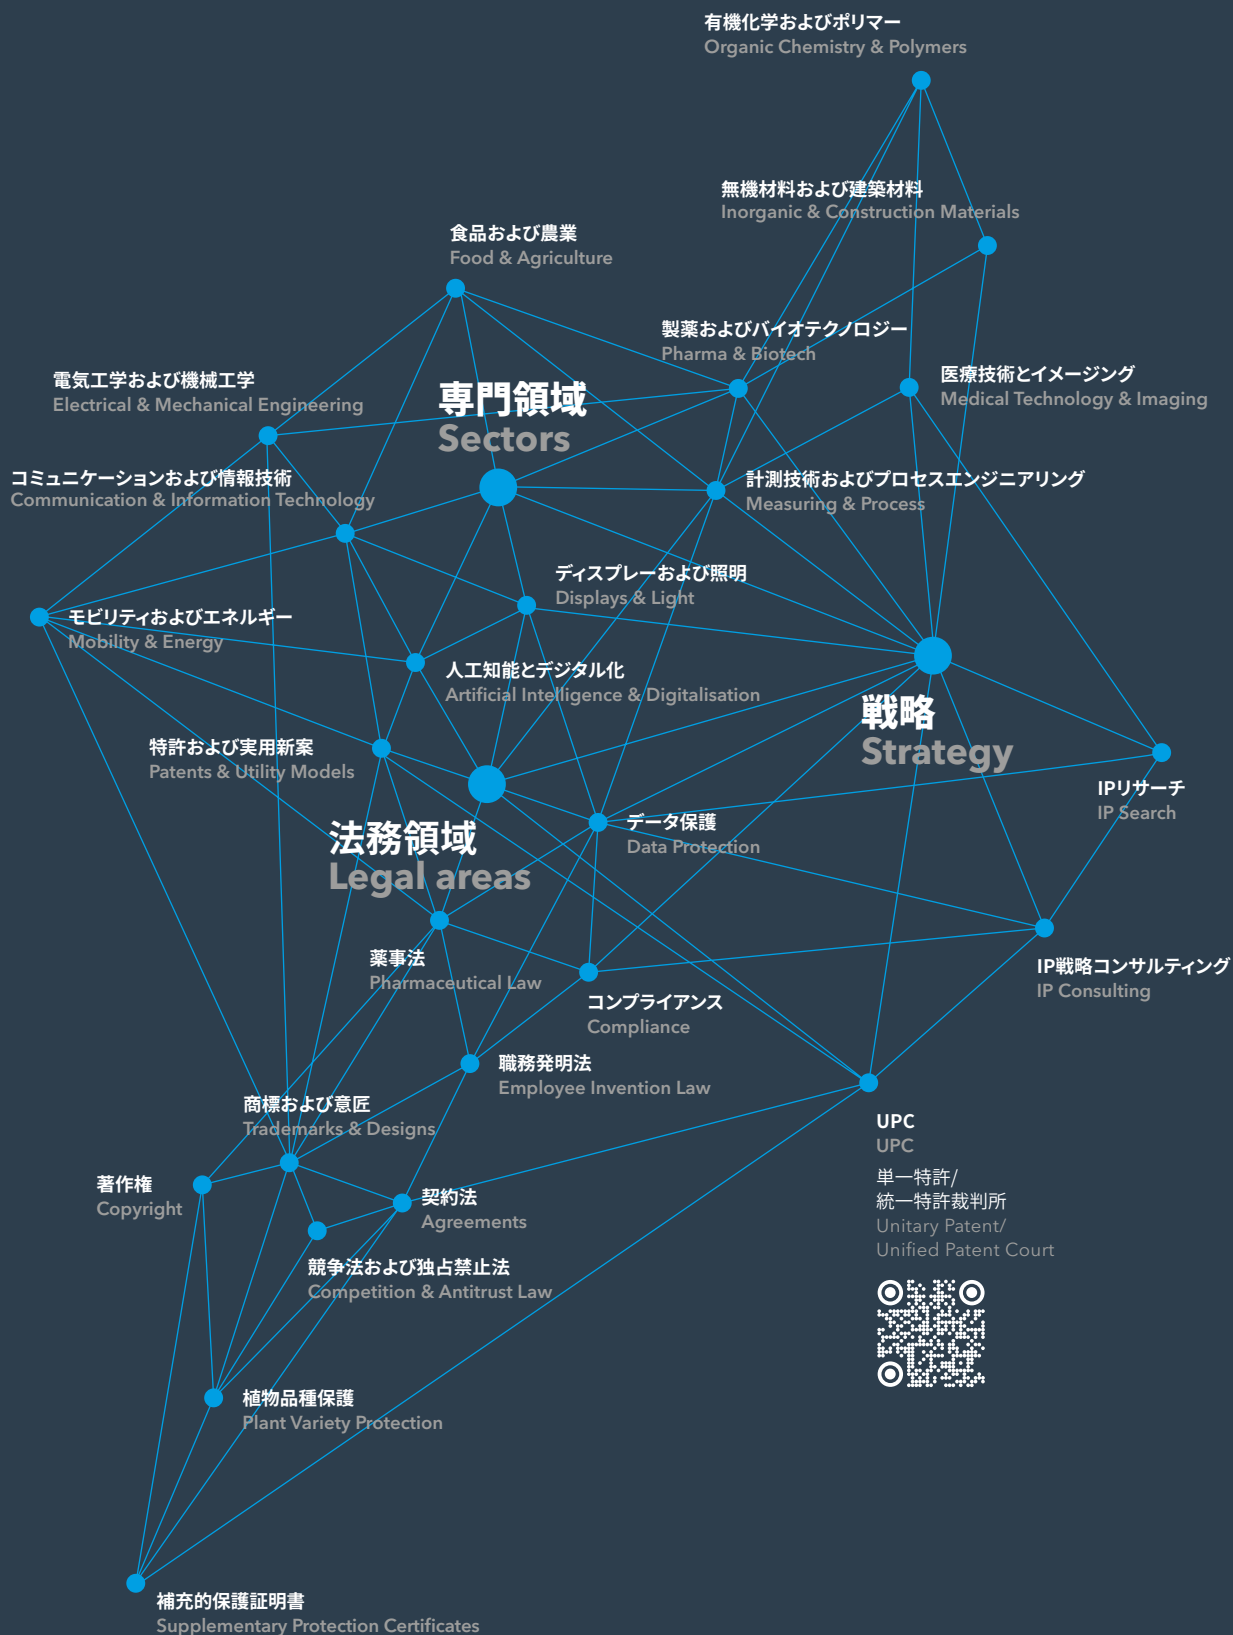 有機化学およびポリマー
Organic Chemistry & Polymers
無機材料および建築材料
Inorganic & Construction Materials
食品および農業
Food & Agriculture
製薬およびバイオテクノロジー
Pharma & Biotech
電気工学および機械工学
Electrical & Mechanical Engineering
専門領域
Sectors
医療技術とイメージング
Medical Technology & Imaging
コミュニケーションおよび情報技術
Communication & Information Technology
計測技術およびプロセスエンジニアリング
Measuring & Process
ディスプレーおよび照明
Displays & Light
モビリティおよびエネルギー
Mobility & Energy
人工知能とデジタル化
Artificial Intelligence & Digitalisation
戦略
Strategy
特許および実用新案
Patents & Utility Models
IPリサーチ
IP Search
法務領域
Legal areas
データ保護
Data Protection
薬事法
Pharmaceutical Law
IP戦略コンサルティング
IP Consulting
コンプライアンス
Compliance
職務発明法
Employee Invention Law
商標および意匠
Trademarks & Designs
UPC
UPC
単一特許/
統一特許裁判所
Unitary Patent/
Unified Patent Court
著作権
Copyright
契約法
Agreements
競争法および独占禁止法
Competition & Antitrust Law
植物品種保護
Plant Variety Protection
補充的保護証明書
Supplementary Protection Certificates